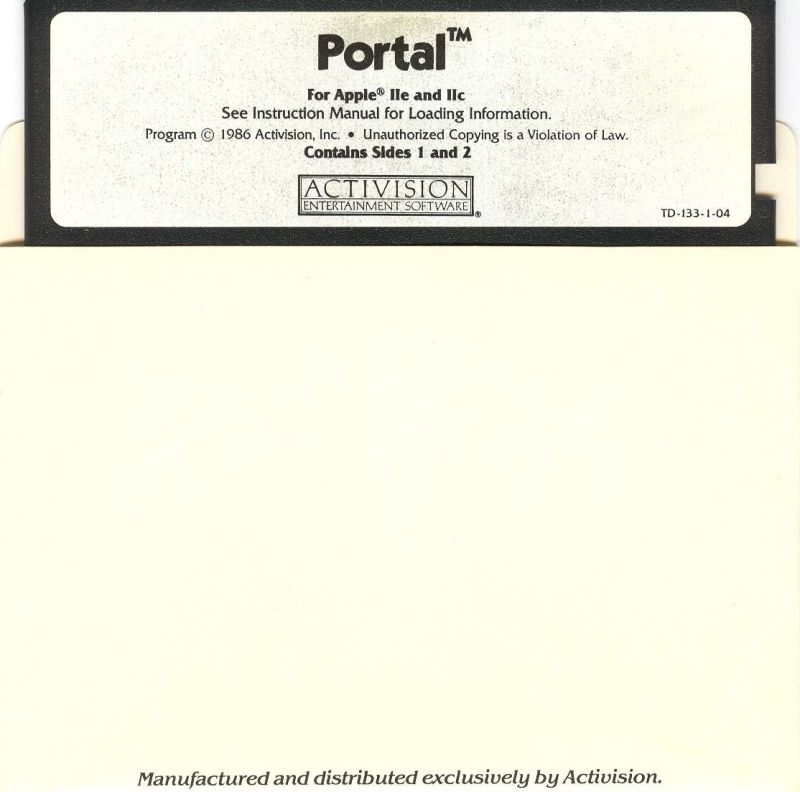 Portal™
For Apple® IIe and IIc
See Instruction Manual for Loading Information.
Program © 1986 Activision, Inc. • Unauthorized Copying is a Violation of Law.
Contains Sides 1 and 2
ACTIVISION
ENTERTAINMENT SOFTWARE®
TD-133-1-04
Manufactured and distributed exclusively by Activision.